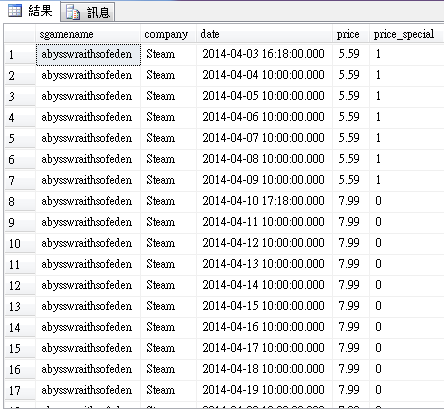 結果 訊息
sgamename company date price price_special
1 abysswraithsofeden Steam 2014-04-03 16:18:00.000 5.59 1
2 abysswraithsofeden Steam 2014-04-04 10:00:00.000 5.59 1
3 abysswraithsofeden Steam 2014-04-05 10:00:00.000 5.59 1
4 abysswraithsofeden Steam 2014-04-06 10:00:00.000 5.59 1
5 abysswraithsofeden Steam 2014-04-07 10:00:00.000 5.59 1
6 abysswraithsofeden Steam 2014-04-08 10:00:00.000 5.59 1
7 abysswraithsofeden Steam 2014-04-09 10:00:00.000 5.59 1
8 abysswraithsofeden Steam 2014-04-10 17:18:00.000 7.99 0
9 abysswraithsofeden Steam 2014-04-11 10:00:00.000 7.99 0
10 abysswraithsofeden Steam 2014-04-12 10:00:00.000 7.99 0
11 abysswraithsofeden Steam 2014-04-13 10:00:00.000 7.99 0
12 abysswraithsofeden Steam 2014-04-14 10:00:00.000 7.99 0
13 abysswraithsofeden Steam 2014-04-15 10:00:00.000 7.99 0
14 abysswraithsofeden Steam 2014-04-16 10:00:00.000 7.99 0
15 abysswraithsofeden Steam 2014-04-17 10:00:00.000 7.99 0
16 abysswraithsofeden Steam 2014-04-18 10:00:00.000 7.99 0
17 abysswraithsofeden Steam 2014-04-19 10:00:00.000 7.99 0